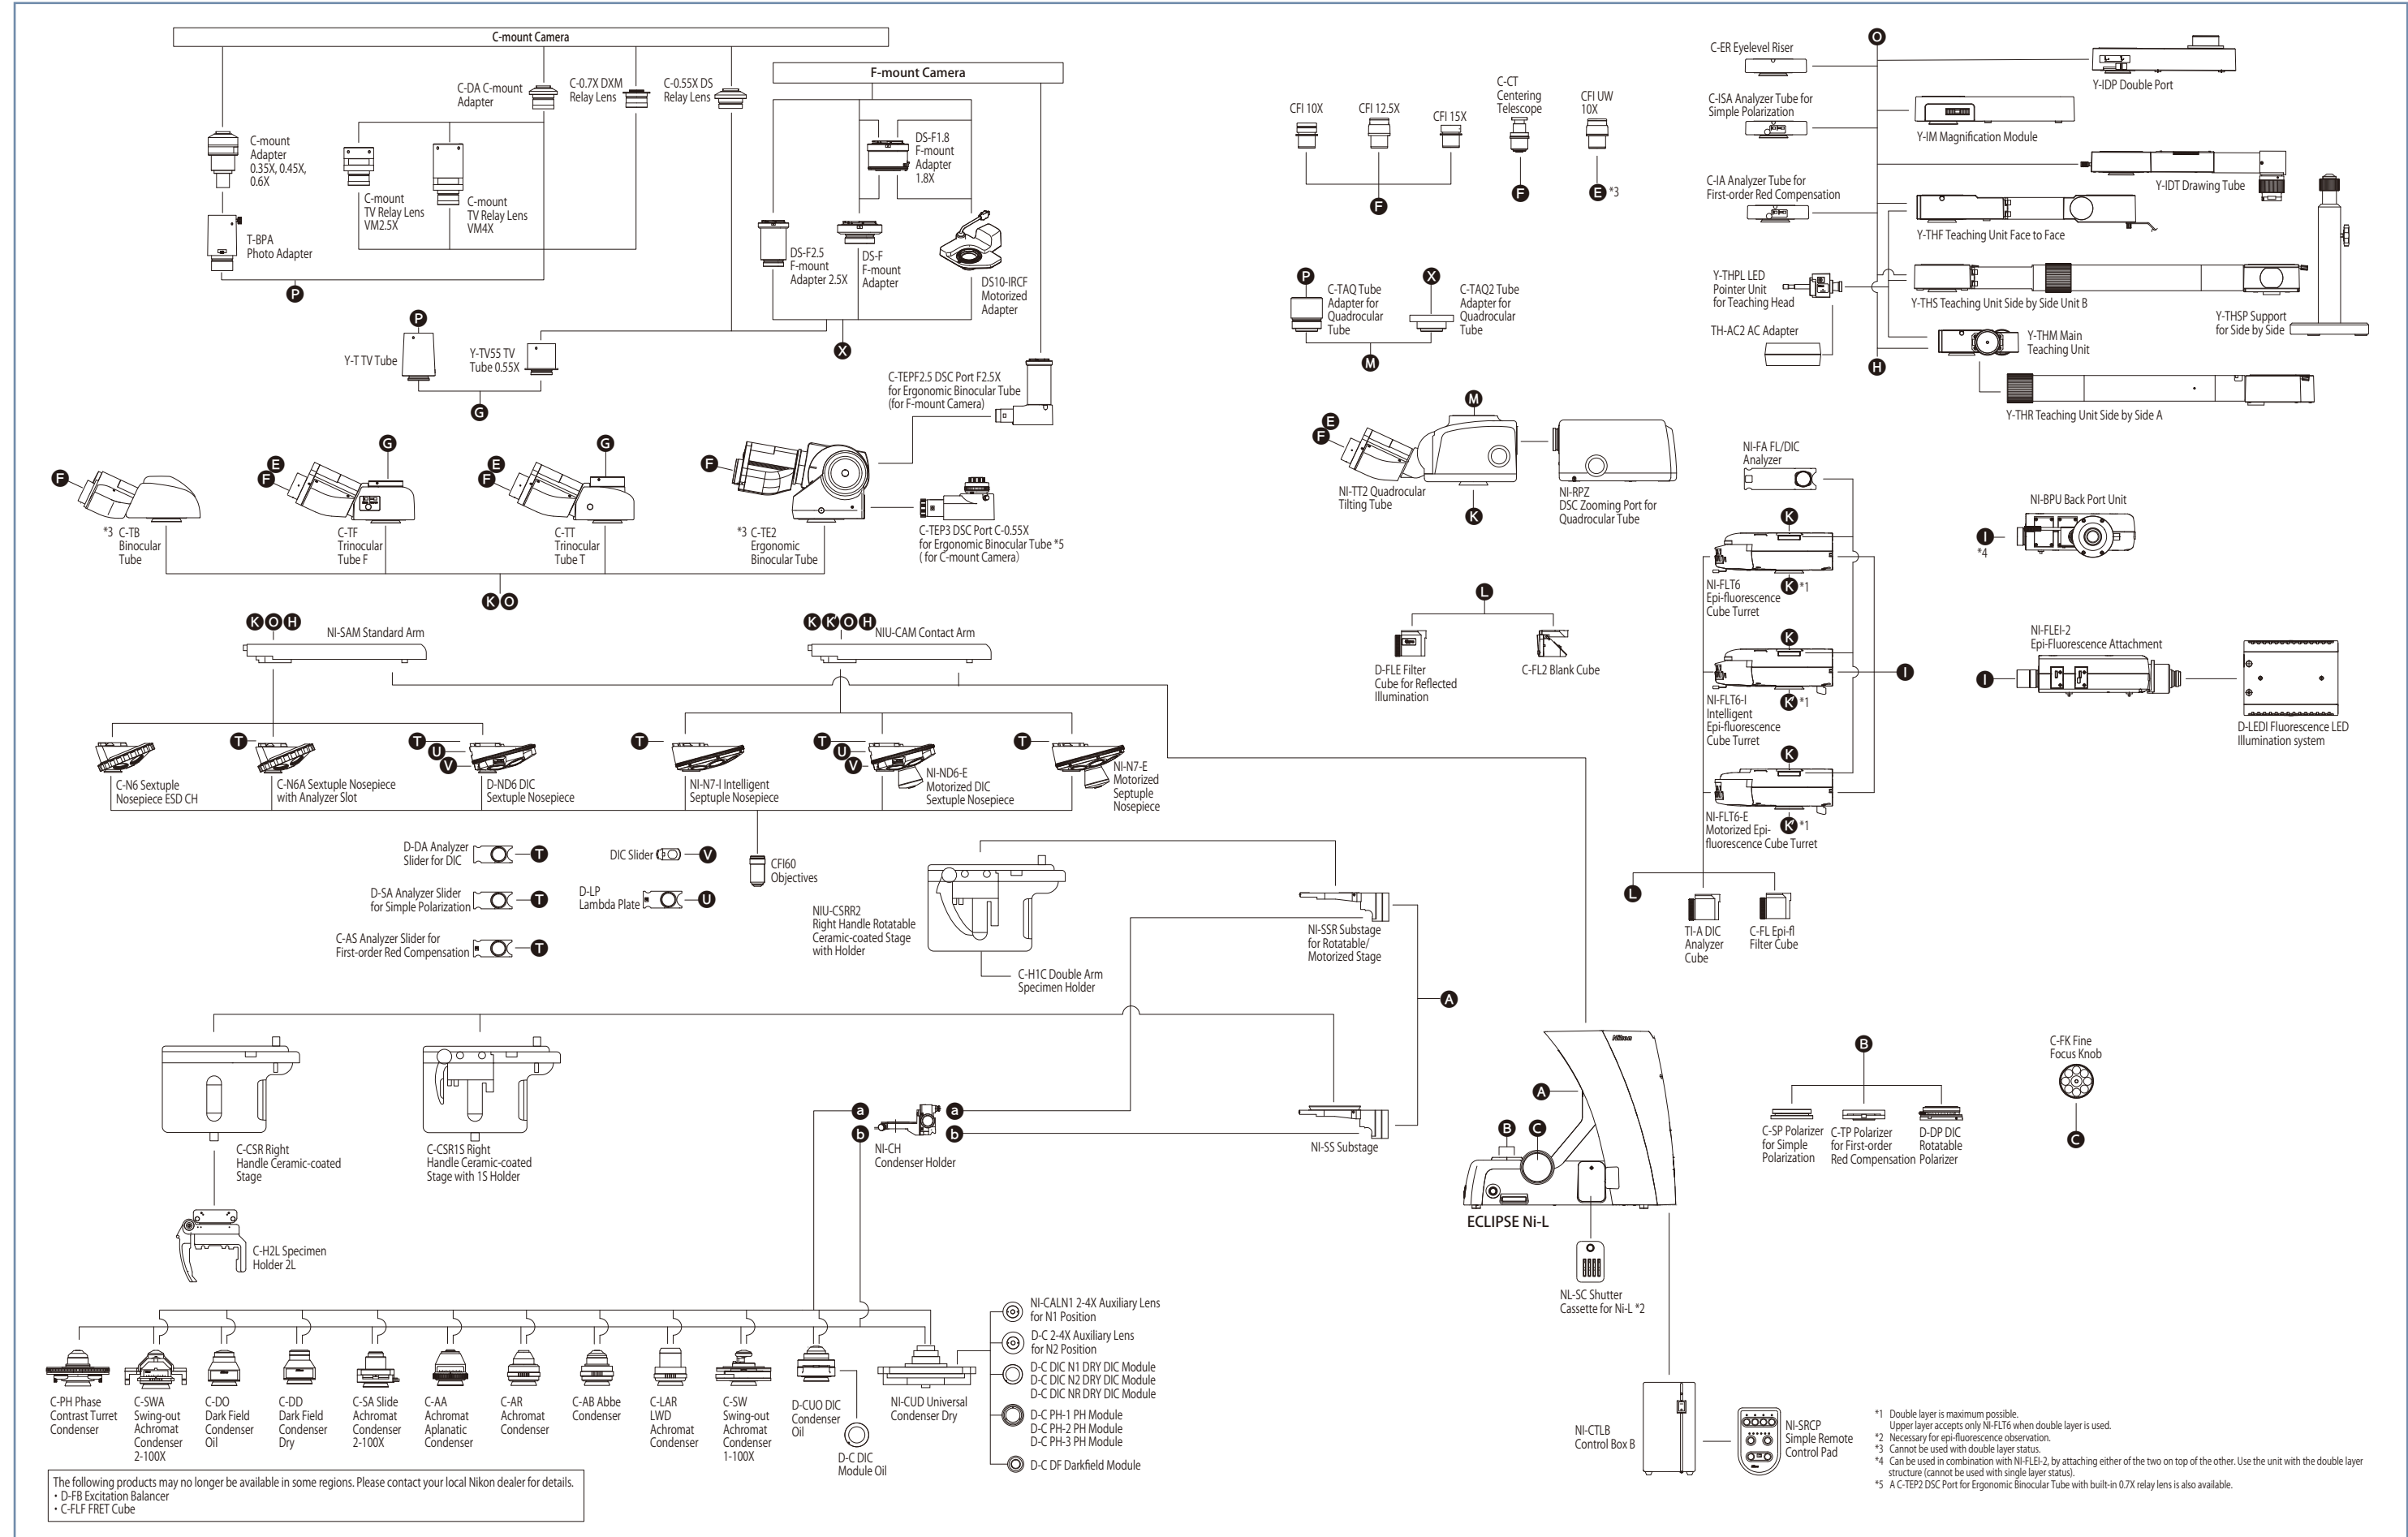 C-mount Camera
F-mount Camera
C-DA C-mount
Adapter
C-0.7X DXM
Relay Lens
C-0.55X DS
Relay Lens
C-mount
Adapter
0.35X, 0.45X,
0.6X
C-mount
TV Relay Lens
VM2.5X
C-mount
TV Relay Lens
VM4X
T-BPA
Photo Adapter
DS-F1.8
F-mount
Adapter
1.8X
DS-F2.5
F-mount
Adapter 2.5X
DS-F
F-mount
Adapter
DS10-IRCF
Motorized
Adapter
P
P
X
Y-T TV Tube
Y-TV55 TV
Tube 0.55X
G
C-TEPF2.5 DSC Port F2.5X
for Ergonomic Binocular Tube
(for F-mount Camera)
F
*3 C-TB
Binocular
Tube
E
F
G
C-TF
Trinocular
Tube F
E
F
G
C-TT
Trinocular
Tube T
F
*3 C-TE2
Ergonomic
Binocular Tube
C-TEP3 DSC Port C-0.55X
for Ergonomic Binocular Tube *5
( for C-mount Camera)
K O
K O H
NI-SAM Standard Arm
K K' O H
NIU-CAM Contact Arm
C-N6 Sextuple
Nosepiece ESD CH
T
C-N6A Sextuple Nosepiece
with Analyzer Slot
T
U
V
D-ND6 DIC
Sextuple Nosepiece
T
NI-N7-I Intelligent
Septuple Nosepiece
T
U
V
NI-ND6-E
Motorized DIC
Sextuple Nosepiece
T
NI-N7-E
Motorized
Septuple
Nosepiece
D-DA Analyzer
Slider for DIC
T
D-SA Analyzer Slider
for Simple Polarization
T
C-AS Analyzer Slider for
First-order Red Compensation
T
DIC Slider
V
D-LP
Lambda Plate
U
CFI60
Objectives
NIU-CSRR2
Right Handle Rotatable
Ceramic-coated Stage
with Holder
C-H1C Double Arm
Specimen Holder
NI-SSR Substage
for Rotatable/
Motorized Stage
A
C-CSR Right
Handle Ceramic-coated
Stage
C-CSR1S Right
Handle Ceramic-coated
Stage with 1S Holder
C-H2L Specimen
Holder 2L
a
b
a
b
NI-CH
Condenser Holder
NI-SS Substage
C-PH Phase
Contrast Turret
Condenser
C-SWA
Swing-out
Achromat
Condenser
2-100X
C-DO
Dark Field
Condenser
Oil
C-DD
Dark Field
Condenser
Dry
C-SA Slide
Achromat
Condenser
2-100X
C-AA
Achromat
Aplanatic
Condenser
C-AR
Achromat
Condenser
C-AB Abbe
Condenser
C-LAR
LWD
Achromat
Condenser
C-SW
Swing-out
Achromat
Condenser
1-100X
D-CUO DIC
Condenser
Oil
D-C DIC
Module Oil
NI-CUD Universal
Condenser Dry
NI-CALN1 2-4X Auxiliary Lens
for N1 Position
D-C 2-4X Auxiliary Lens
for N2 Position
D-C DIC N1 DRY DIC Module
D-C DIC N2 DRY DIC Module
D-C DIC NR DRY DIC Module
D-C PH-1 PH Module
D-C PH-2 PH Module
D-C PH-3 PH Module
D-C DF Darkfield Module
The following products may no longer be available in some regions. Please contact your local Nikon dealer for details.
・D-FB Excitation Balancer
・C-FLF FRET Cube
CFI 10X
CFI 12.5X
CFI 15X
F
C-CT
Centering
Telescope
F
CFI UW
10X
E *3
P
C-TAQ Tube
Adapter for
Quadrocular
Tube
X
C-TAQ2 Tube
Adapter for
Quadrocular
Tube
M
M
E
F
NI-TT2 Quadrocular
Tilting Tube
K
NI-RPZ
DSC Zooming Port for
Quadrocular Tube
L
D-FLE Filter
Cube for Reflected
Illumination
C-FL2 Blank Cube
C-ER Eyelevel Riser
C-ISA Analyzer Tube for
Simple Polarization
C-IA Analyzer Tube for
First-order Red Compensation
Y-THPL LED
Pointer Unit
for Teaching Head
TH-AC2 AC Adapter
O
H
Y-IDP Double Port
Y-IM Magnification Module
Y-IDT Drawing Tube
Y-THF Teaching Unit Face to Face
Y-THS Teaching Unit Side by Side Unit B
Y-THSP Support
for Side by Side
Y-THM Main
Teaching Unit
Y-THR Teaching Unit Side by Side A
NI-FA FL/DIC
Analyzer
K
NI-FLT6
Epi-fluorescence
Cube Turret
K *1
K
NI-FLT6-I
Intelligent
Epi-fluorescence
Cube Turret
K' *1
K
NI-FLT6-E
Motorized Epi-
fluorescence Cube Turret
K' *1
I
NI-BPU Back Port Unit
I
*4
NI-FLEI-2
Epi-Fluorescence Attachment
I
D-LEDI Fluorescence LED
Illumination system
L
TI-A DIC
Analyzer
Cube
C-FL Epi-fl
Filter Cube
Nikon
A
B
C
ECLIPSE Ni-L
NL-SC Shutter
Cassette for Ni-L *2
B
C-SP Polarizer
for Simple
Polarization
C-TP Polarizer
for First-order
Red Compensation
D-DP DIC
Rotatable
Polarizer
C-FK Fine
Focus Knob
C
NI-CTLB
Control Box B
NI-SRCP
Simple Remote
Control Pad
*1 Double layer is maximum possible.
Upper layer accepts only NI-FLT6 when double layer is used.
*2 Necessary for epi-fluorescence observation.
*3 Cannot be used with double layer status.
*4 Can be used in combination with NI-FLEI-2, by attaching either of the two on top of the other. Use the unit with the double layer
structure (cannot be used with single layer status).
*5 A C-TEP2 DSC Port for Ergonomic Binocular Tube with built-in 0.7X relay lens is also available.